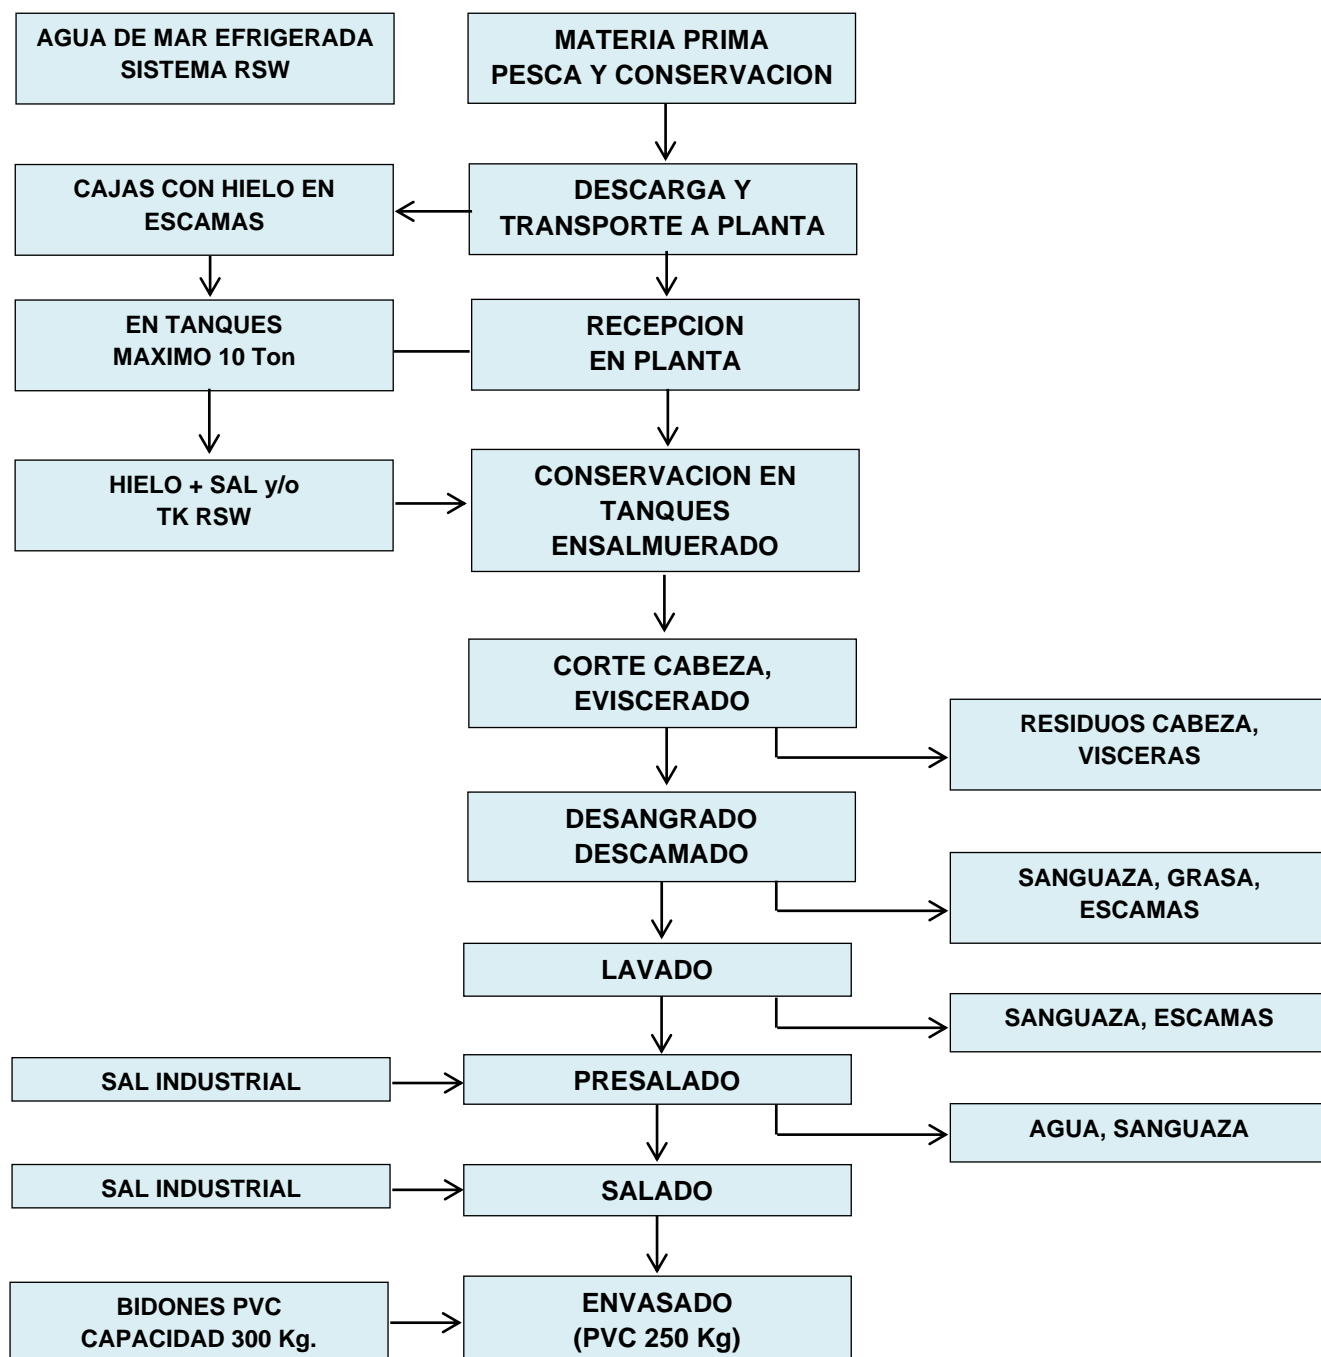 AGUA DE MAR EFRIGERADA
SISTEMA RSW
MATERIA PRIMA
PESCA Y CONSERVACION
CAJAS CON HIELO EN
ESCAMAS
DESCARGA Y
TRANSPORTE A PLANTA
EN TANQUES
MAXIMO 10 Ton
RECEPCION
EN PLANTA
HIELO + SAL y/o
TK RSW
CONSERVACION EN
TANQUES
ENSALMUERADO
CORTE CABEZA,
EVISCERADO
RESIDUOS CABEZA,
VISCERAS
DESANGRADO
DESCAMADO
SANGUAZA, GRASA,
ESCAMAS
LAVADO
SANGUAZA, ESCAMAS
SAL INDUSTRIAL
PRESALADO
AGUA, SANGUAZA
SAL INDUSTRIAL
SALADO
BIDONES PVC
CAPACIDAD 300 Kg.
ENVASADO
(PVC 250 Kg)